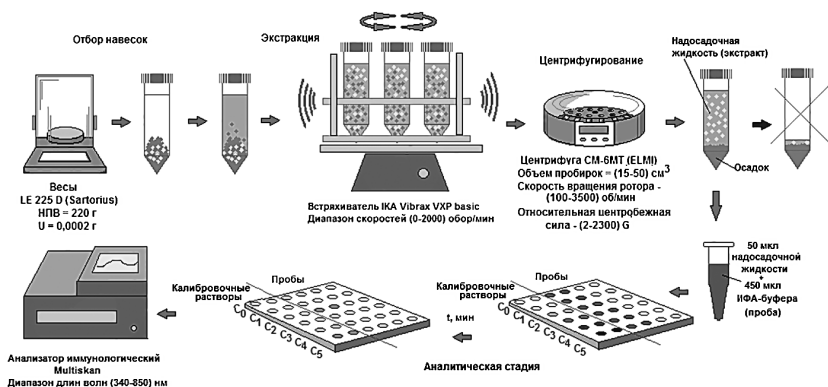 Отбор навесок
Экстракция
Центрифугирование
Надосадочная
жидкость (экстракт)
Осадок
Весы
LE 225 D (Sartorius)
НПВ = 220 г
U = 0,0002 г
Встряхиватель IKA Vibrax VXP basic
Диапазон скоростей (0-2000) обор/мин
Центрифуга CM-6MT (ELMI)
Объем пробирок = (15-50) см3
Скорость вращения ротора -
(100-3500) об/мин
Относительная центробежная
сила - (2-2300) G
50 мкл
надосадочной
жидкости
+
450 мкл
ИФА-буфера
(проба)
Пробы
Калибровочные
растворы
C0 C1 C2 C3 C4 C5
t, мин
Пробы
Калибровочные
растворы
C0 C1 C2 C3 C4 C5
Аналитическая стадия
Анализатор иммунологический
Multiskan
Диапазон длин волн (340-850) нм